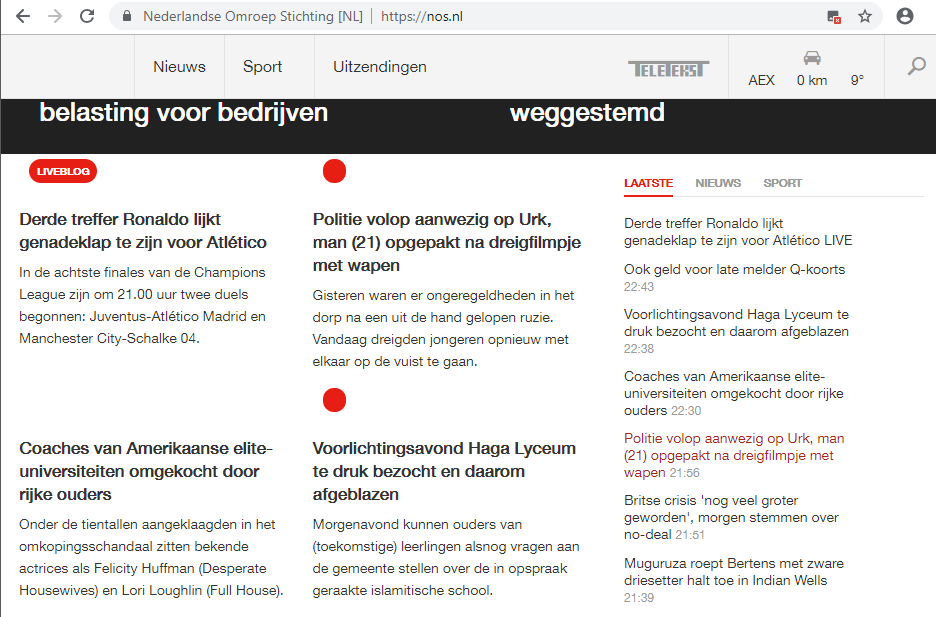 Nederlandse Omroep Stichting [NL] | https://nos.nl
Nieuws
Sport
Uitzendingen
TELETEKST
AEX
0 km
9°
belasting voor bedrijven
weggestemd
LIVEBLOG
Derde treffer Ronaldo lijkt
genadeklap te zijn voor Atlético
In de achtste finales van de Champions
League zijn om 21.00 uur twee duels
begonnen: Juventus-Atlético Madrid en
Manchester City-Schalke 04.
Politie volop aanwezig op Urk,
man (21) opgepakt na dreigfilmpje
met wapen
Gisteren waren er ongeregeldheden in het
dorp na een uit de hand gelopen ruzie.
Vandaag dreigden jongeren opnieuw met
elkaar op de vuist te gaan.
Coaches van Amerikaanse elite-
universiteiten omgekocht door
rijke ouders
Onder de tientallen aangeklaagden in het
omkopingsschandaal zitten bekende
actrices als Felicity Huffman (Desperate
Housewives) en Lori Loughlin (Full House).
Voorlichtingsavond Haga Lyceum
te druk bezocht en daarom
afgeblazen
Morgenavond kunnen ouders van
(toekomstige) leerlingen alsnog vragen aan
de gemeente stellen over de in opspraak
geraakte islamitische school.
LAATSTE
NIEUWS
SPORT
Derde treffer Ronaldo lijkt
genadeklap te zijn voor Atlético LIVE
Ook geld voor late melder Q-koorts
22:43
Voorlichtingsavond Haga Lyceum te
druk bezocht en daarom afgeblazen
22:38
Coaches van Amerikaanse elite-
universiteiten omgekocht door rijke
ouders 22:30
Politie volop aanwezig op Urk, man
(21) opgepakt na dreigfilmpje met
wapen 21:56
Britse crisis 'nog veel groter
geworden', morgen stemmen over
no-deal 21:51
Muguruza roept Bertens met zware
driesetter halt toe in Indian Wells
21:39